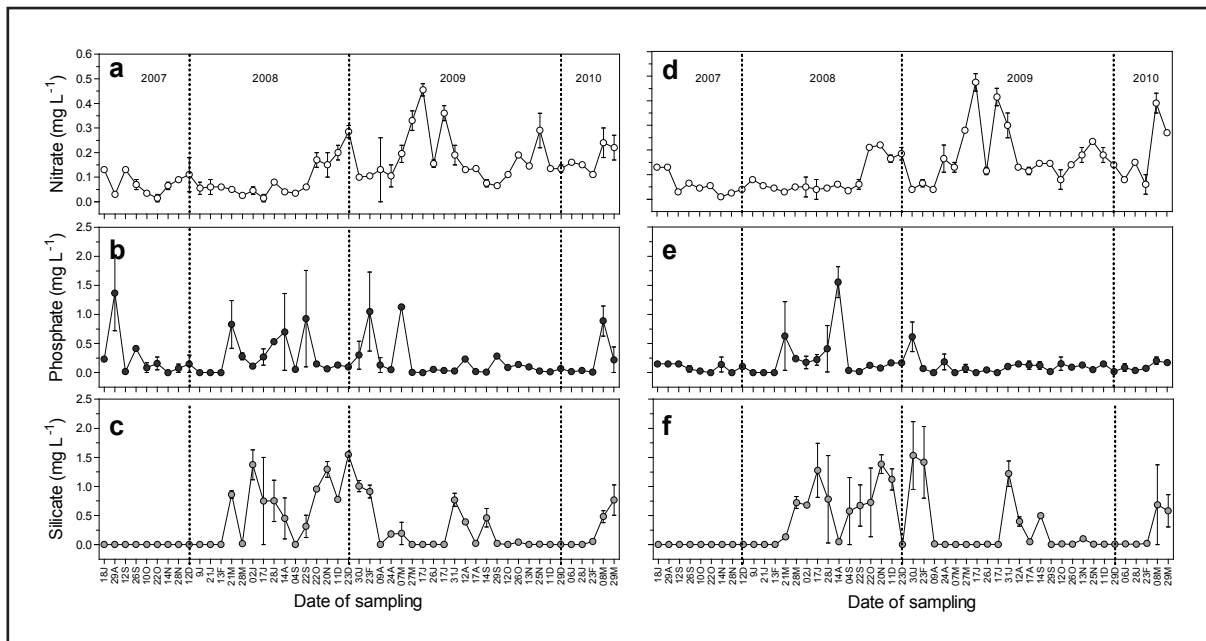 a
b
c
d
e
f
2007
2008
2009
2010
2007
2008
2009
2010
Nitrate (mg L⁻¹)
0.6
0.5
0.4
0.3
0.2
0.1
0.0
Phosphate (mg L⁻¹)
2.5
2.0
1.5
1.0
0.5
0.0
Silicate (mg L⁻¹)
2.0
1.5
1.0
0.5
0.0
18J 29A 12S 26S 10O 22O 14N 28N 12D 9J 21J 13F 21M 28M 02J 17J 28J 14A 04S 22S 22O 20N 23D 30J 23F 09A 24A 07M 27M 17J 26J 17J 31J 12A 17A 14S 29S 12O 26O 13N 25N 11D 29D 06J 28J 23F 08M 29M
Date of sampling
18J 29A 12S 26S 10O 22O 14N 28N 12D 9J 21J 13F 21M 28M 02J 17J 28J 14A 04S 22S 22O 20N 11D 23D 30J 23F 09A 24A 07M 27M 17J 26J 17J 31J 12A 17A 14S 29S 12O 26O 13N 25N 11D 29D 06J 28J 23F 08M 29M
Date of sampling